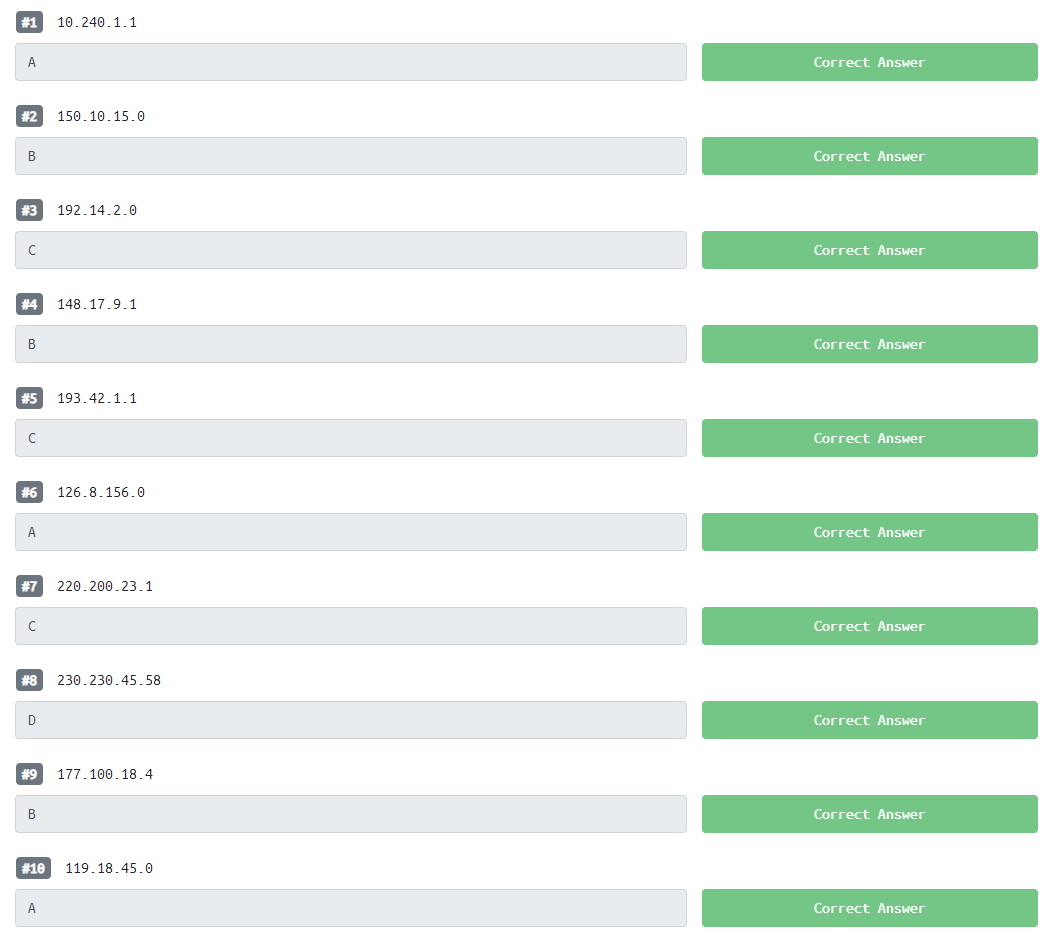 #1 10.240.1.1
A Correct Answer
#2 150.10.15.0
B Correct Answer
#3 192.14.2.0
C Correct Answer
#4 148.17.9.1
B Correct Answer
#5 193.42.1.1
C Correct Answer
#6 126.8.156.0
A Correct Answer
#7 220.200.23.1
C Correct Answer
#8 230.230.45.58
D Correct Answer
#9 177.100.18.4
B Correct Answer
#10 119.18.45.0
A Correct Answer